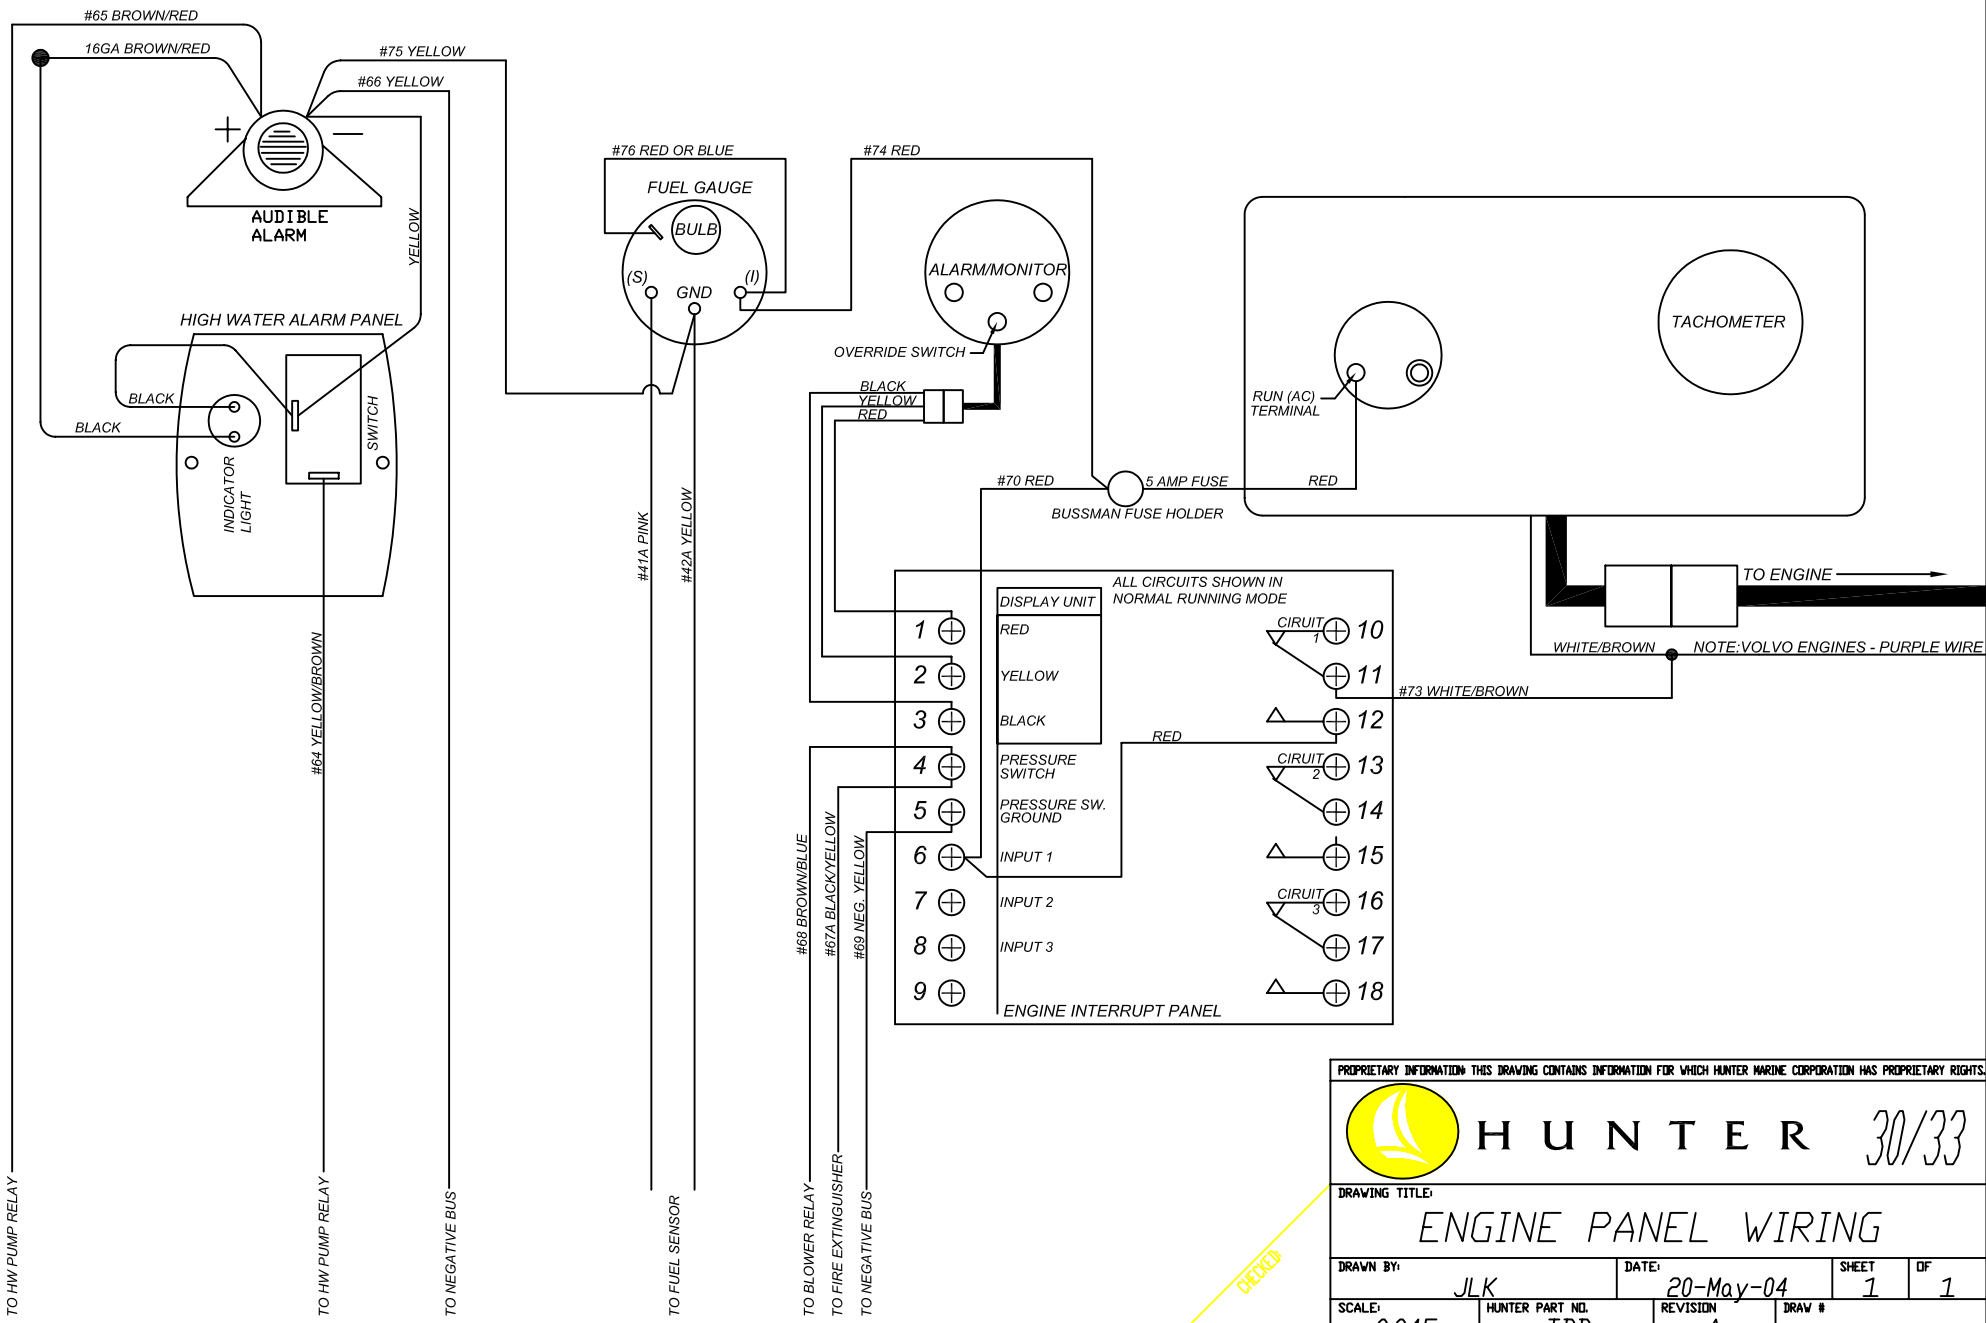 #65 BROWN/RED
16GA BROWN/RED
#75 YELLOW
#66 YELLOW
+
—
AUDIBLE
ALARM
YELLOW
HIGH WATER ALARM PANEL
BLACK
BLACK
INDICATOR
LIGHT
SWITCH
#64 YELLOW/BROWN
#76 RED OR BLUE
FUEL GAUGE
BULB
(S)
GND
(I)
#41A PINK
#42A YELLOW
#74 RED
ALARM/MONITOR
OVERRIDE SWITCH
BLACK
YELLOW
RED
#70 RED
5 AMP FUSE
RED
BUSSMAN FUSE HOLDER
RUN (AC)
TERMINAL
TACHOMETER
TO ENGINE
WHITE/BROWN
NOTE:VOLVO ENGINES - PURPLE WIRE
#73 WHITE/BROWN
ALL CIRCUITS SHOWN IN
NORMAL RUNNING MODE
DISPLAY UNIT
1 RED
2 YELLOW
3 BLACK
4 PRESSURE
SWITCH
5 PRESSURE SW.
GROUND
6 INPUT 1
7 INPUT 2
8 INPUT 3
9
RED
CIRUIT
1
10
11
12
CIRUIT
2
13
14
15
CIRUIT
3
16
17
18
ENGINE INTERRUPT PANEL
#68 BROWN/BLUE
#67A BLACK/YELLOW
#69 NEG. YELLOW
TO HW PUMP RELAY
TO HW PUMP RELAY
TO NEGATIVE BUS
TO FUEL SENSOR
TO BLOWER RELAY
TO FIRE EXTINGUISHER
TO NEGATIVE BUS
CHECKED:
PROPRIETARY INFORMATION: THIS DRAWING CONTAINS INFORMATION FOR WHICH HUNTER MARINE CORPORATION HAS PROPRIETARY RIGHTS.
HUNTER 30/33
DRAWING TITLE:
ENGINE PANEL WIRING
DRAWN BY:
JLK
DATE:
20-May-04
SHEET
1
OF
1
SCALE:
HUNTER PART NO.
REVISION
DRAW #